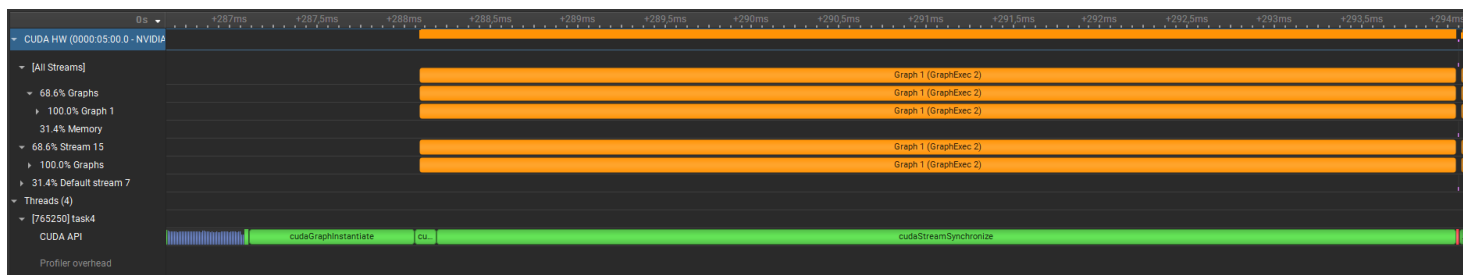 0s +287ms +287,5ms +288ms +288,5ms +289ms +289,5ms +290ms +290,5ms +291ms +291,5ms +292ms +292,5ms +293ms +293,5ms +294ms
CUDA HW (0000:05:00.0 - NVIDIA
[All Streams] Graph 1 (GraphExec 2)
68.6% Graphs Graph 1 (GraphExec 2)
100.0% Graph 1 Graph 1 (GraphExec 2)
31.4% Memory
68.6% Stream 15 Graph 1 (GraphExec 2)
100.0% Graphs Graph 1 (GraphExec 2)
31.4% Default stream 7
Threads (4)
[765250] task4
CUDA API cudaGraphInstantiate cu... cudaStreamSynchronize
Profiler overhead